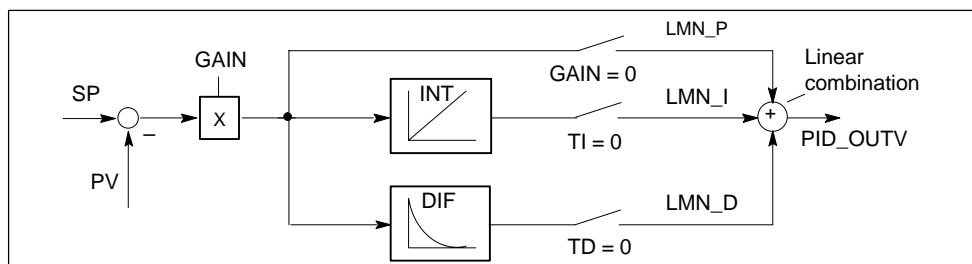 LMN_P
GAIN
Linear
combination
GAIN = 0
SP
INT
LMN_I
X
+
–
TI = 0
PID_OUTV
PV
DIF
LMN_D
TD = 0